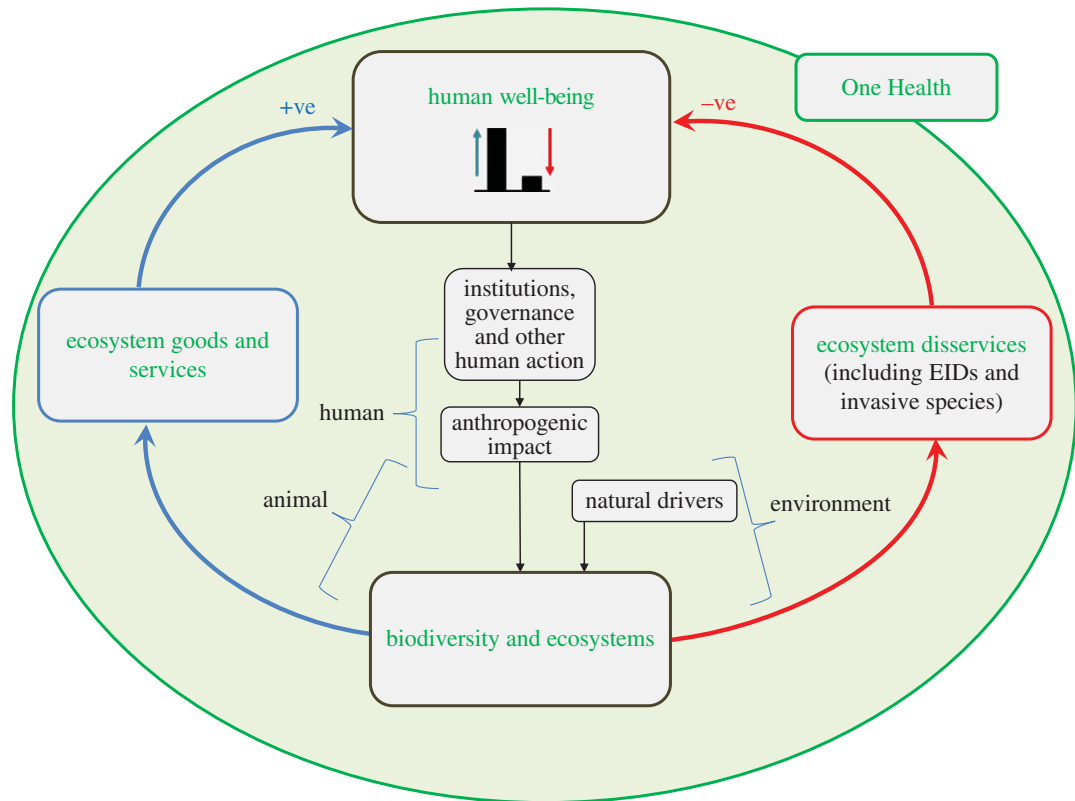 One Health
human well-being
+ve
–ve
institutions,
governance
and other
human action
ecosystem goods and
services
ecosystem disservices
(including EIDs and
invasive species)
human
anthropogenic
impact
animal
natural drivers
environment
biodiversity and ecosystems